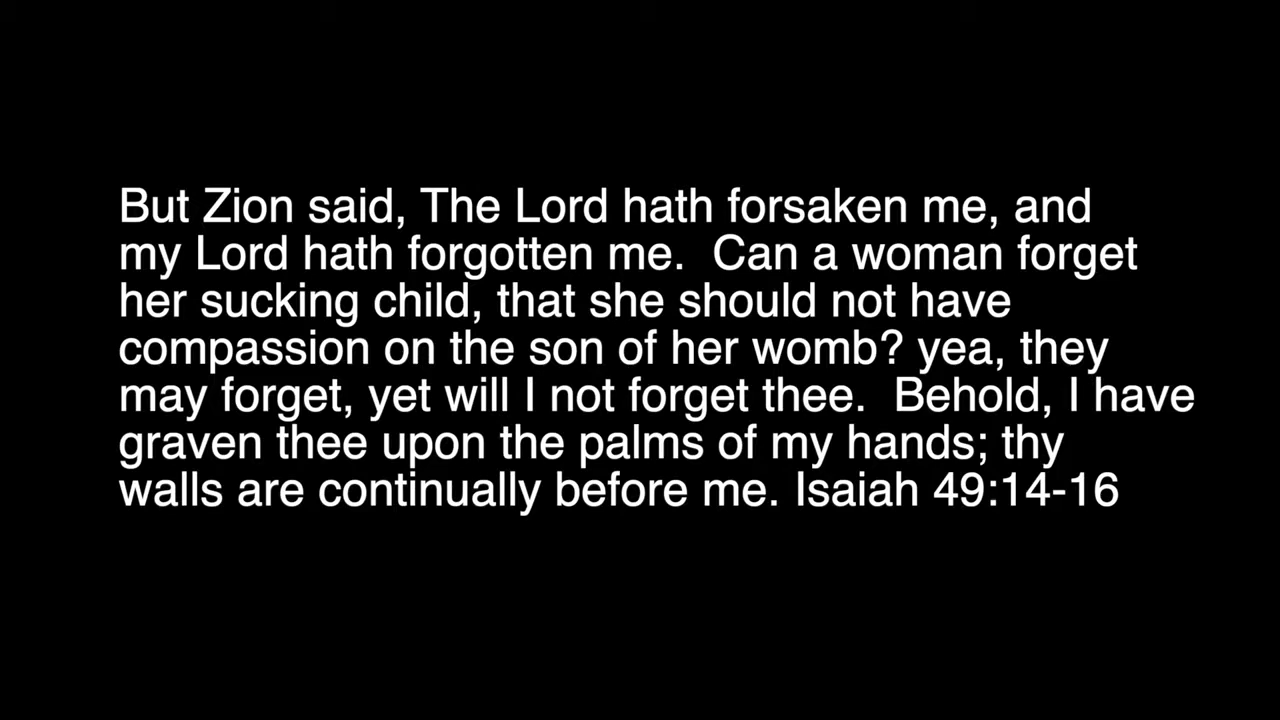 But Zion said, The Lord hath forsaken me, and
my Lord hath forgotten me.  Can a woman forget
her sucking child, that she should not have
compassion on the son of her womb? yea, they
may forget, yet will I not forget thee.  Behold, I have
graven thee upon the palms of my hands; thy
walls are continually before me. Isaiah 49:14-16